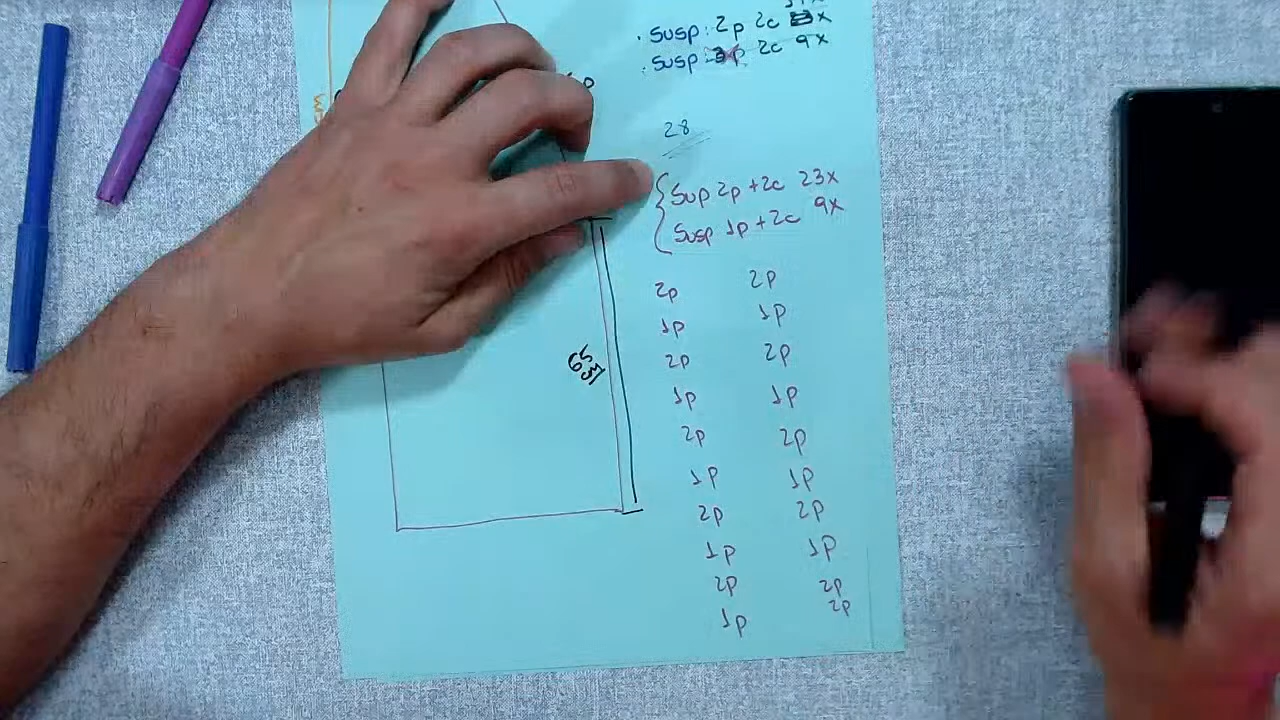 . Susp: 2p 2c x
: Susp: p 2c 9x
28
Sup 2p +2c 23x
Susp 1p +2c 9x
2p 2p
1p 1p
2p 2p
1p 1p
2p 2p
1p 1p
2p 2p
1p 1p
2p 2p
1p 2p
65